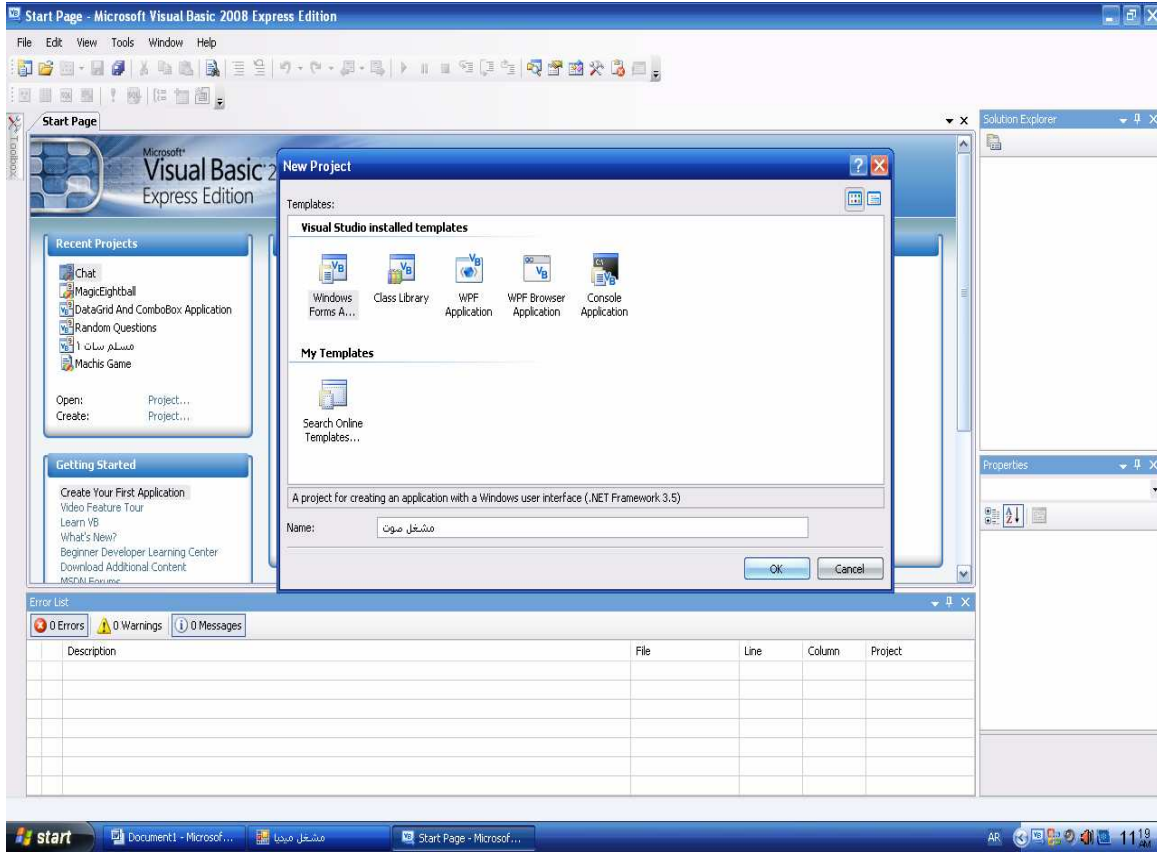 Start Page - Microsoft Visual Basic 2008 Express Edition
File Edit View Tools Window Help
Toolbox
Start Page
Microsoft
Visual Basic 2
Express Edition
Recent Projects
Chat
MagicEightball
DataGrid And ComboBox Application
Random Questions
مسلم سات ١
Machis Game
Open: Project...
Create: Project...
Getting Started
Create Your First Application
Video Feature Tour
Learn VB
What's New?
Beginner Developer Learning Center
Download Additional Content
MSDN Forums
New Project
Templates:
Visual Studio installed templates
Windows Forms A...
Class Library
WPF Application
WPF Browser Application
Console Application
My Templates
Search Online Templates...
A project for creating an application with a Windows user interface (.NET Framework 3.5)
Name: مشغل صوت
OK Cancel
Solution Explorer
Properties
Error List
0 Errors 0 Warnings 0 Messages
Description File Line Column Project
start Document1 - Microsof... مشغل ميديا Start Page - Microsof... AR 11:19 AM